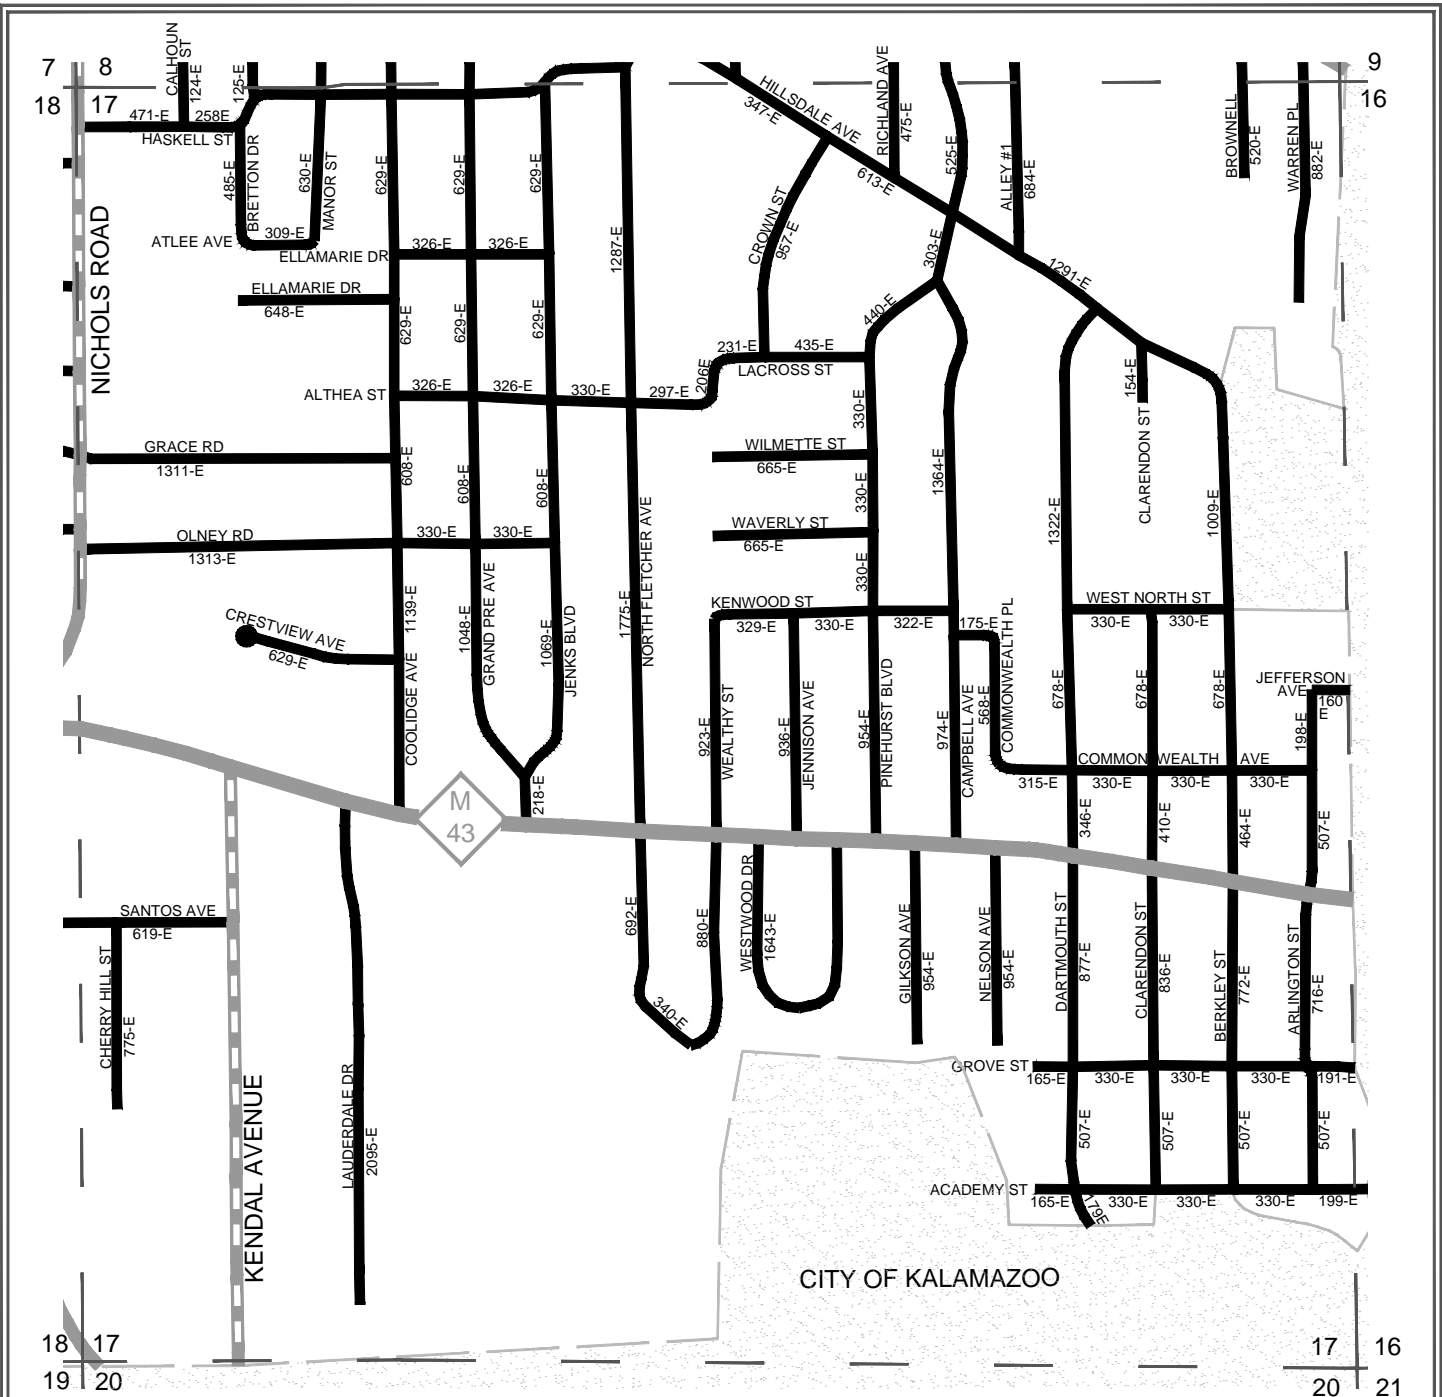 7
8
18
17
9
16
CALHOUN
ST
124-E
125-E
471-E
258E
HASKELL ST
485-E
BRETTON DR
630-E
MANOR ST
629-E
629-E
629-E
ATLEE AVE
309-E
ELLAMARIE DR
326-E
326-E
ELLAMARIE DR
648-E
NICHOLS ROAD
629-E
629-E
629-E
1287-E
HILLSDALE AVE
347-E
RICHLAND AVE
475-E
613-E
525-E
ALLEY #1
684-E
BROWNELL
520-E
WARREN PL
882-E
CROWN ST
957-E
303-E
1291-E
440-E
231-E
435-E
LACROSS ST
206E
154-E
CLARENDON ST
ALTHEA ST
326-E
326-E
330-E
297-E
330-E
GRACE RD
1311-E
608-E
608-E
608-E
WILMETTE ST
665-E
330-E
1364-E
1322-E
1009-E
OLNEY RD
1313-E
330-E
330-E
NORTH FLETCHER AVE
1775-E
WAVERLY ST
665-E
330-E
CRESTVIEW AVE
629-E
1139-E
COOLIDGE AVE
1048-E
GRAND PRE AVE
1069-E
JENKS BLVD
KENWOOD ST
329-E
330-E
322-E
175-E
COMMONWEALTH PL
568-E
WEST NORTH ST
330-E
330-E
923-E
WEALTHY ST
936-E
JENNISON AVE
954-E
PINEHURST BLVD
974-E
CAMPBELL AVE
678-E
678-E
678-E
JEFFERSON
AVE
160
E
198-E
COMMON WEALTH AVE
315-E
330-E
330-E
330-E
M
43
218-E
346-E
410-E
464-E
507-E
SANTOS AVE
619-E
CHERRY HILL ST
775-E
KENDAL AVENUE
LAUDERDALE DR
2095-E
692-E
340-E
880-E
WESTWOOD DR
1643-E
GILKSON AVE
954-E
NELSON AVE
954-E
DARTMOUTH ST
877-E
CLARENDON ST
836-E
BERKLEY ST
772-E
ARLINGTON ST
716-E
GROVE ST
165-E
330-E
330-E
330-E
191-E
507-E
507-E
507-E
507-E
ACADEMY ST
165-E
179E
330-E
330-E
330-E
199-E
CITY OF KALAMAZOO
18
17
19
20
17
16
20
21